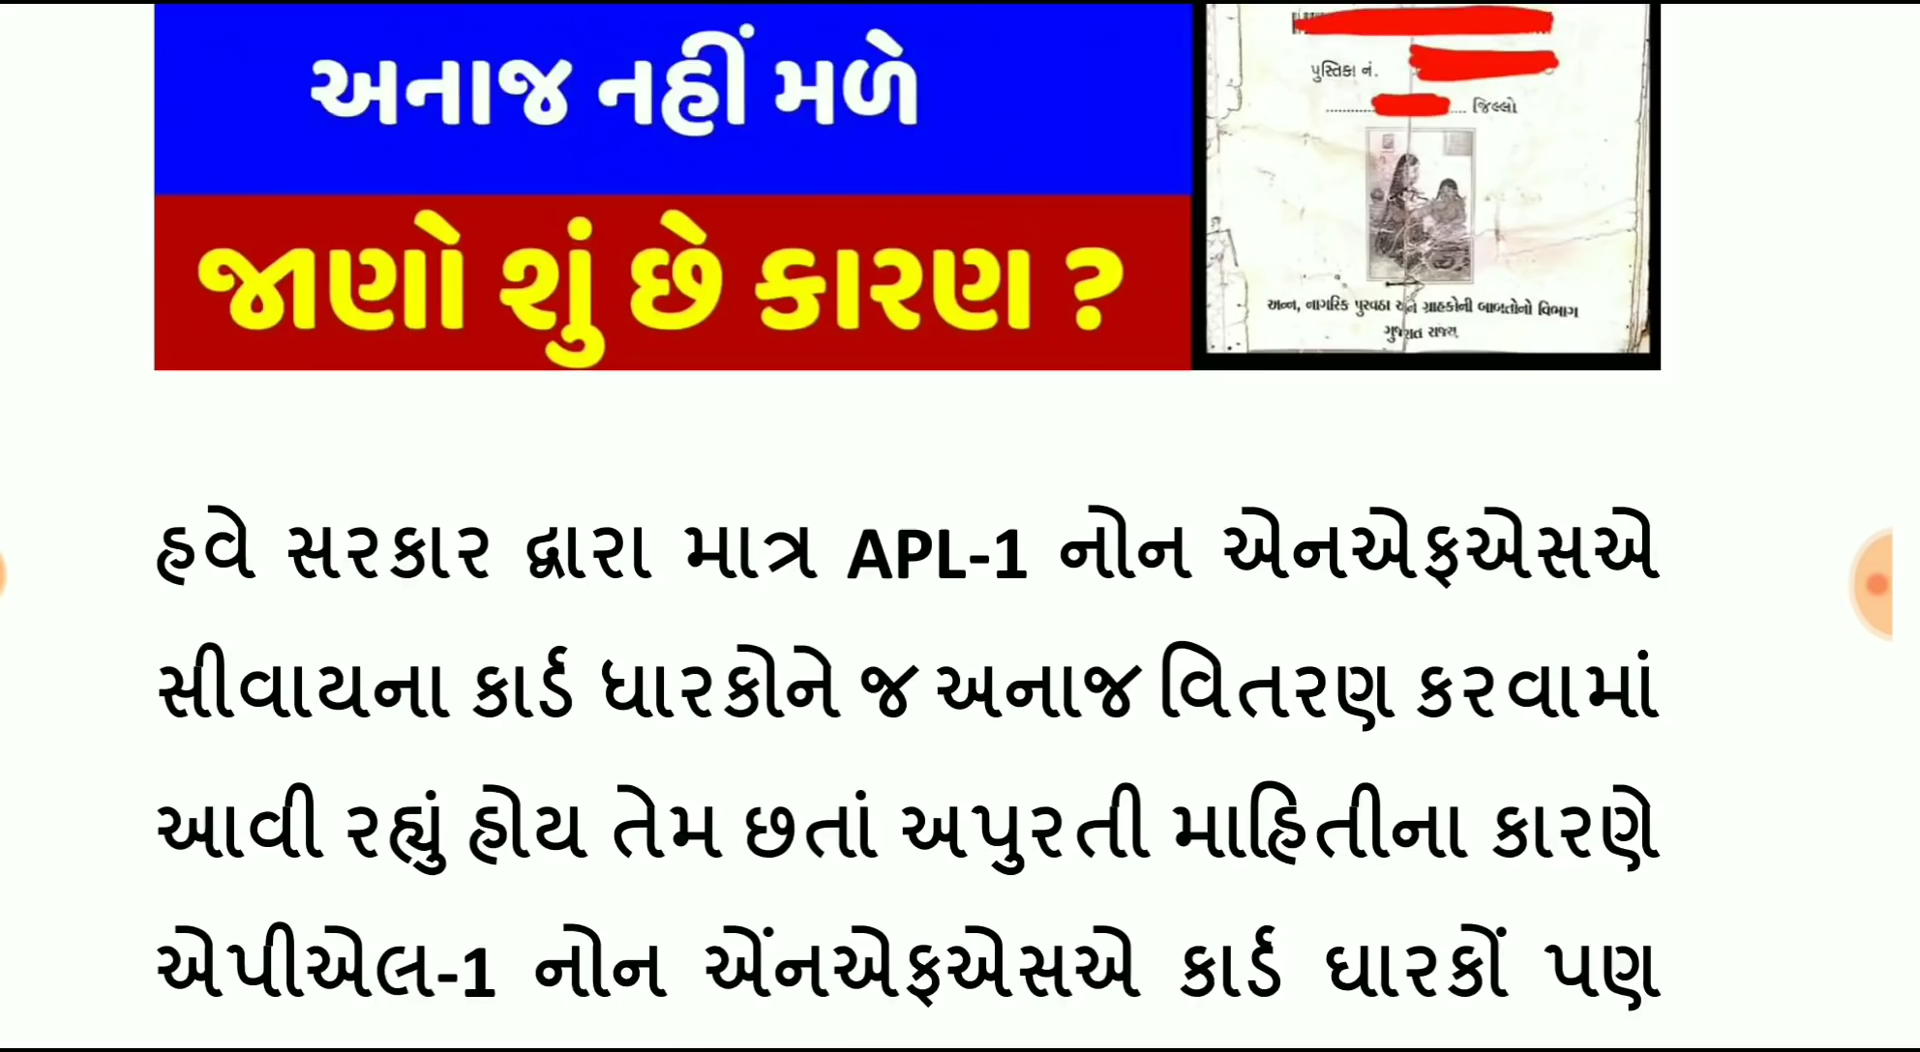 અનાજ નહીં મળે
જાણો શું છે કારણ ?
પુસ્તિકા નં.
જિલ્લો
અન્ન, નાગરિક પુરવઠા અને ગ્રાહકોની બાબતોનો વિભાગ
ગુજરાત રાજ્ય
હવે સરકાર દ્વારા માત્ર APL-1 નોન એનએફએસએ
સીવાયના કાર્ડ ધારકોને જ અનાજ વિતરણ કરવામાં
આવી રહ્યું હોય તેમ છતાં અપુરતી માહિતીના કારણે
એપીએલ-1 નોન એંનએફએસએ કાર્ડ ઘારકોં પણ